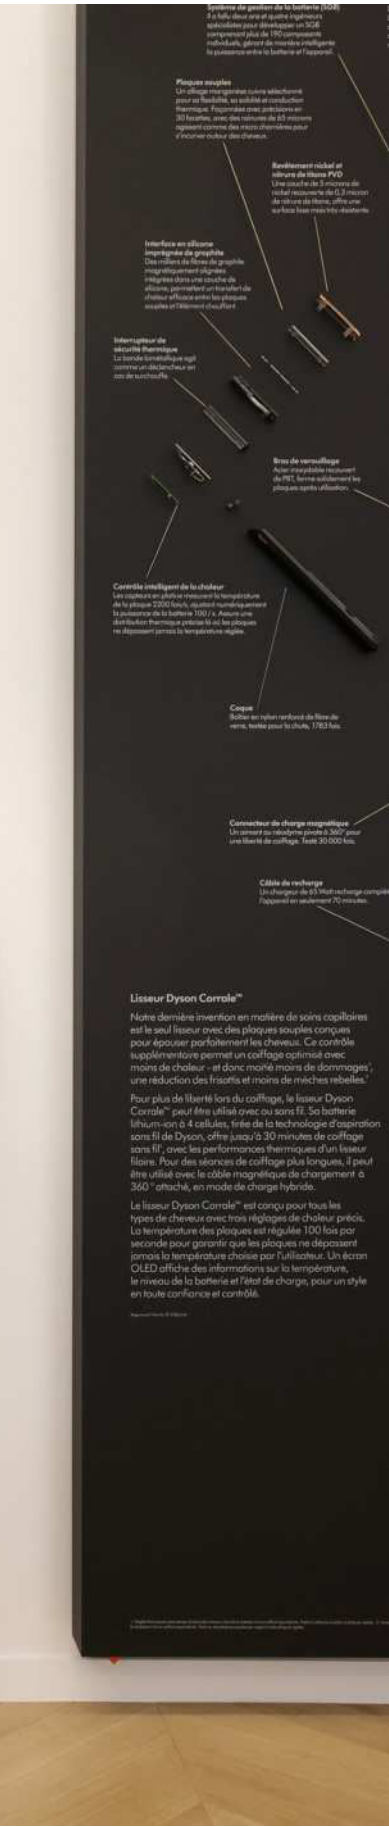 Système de gestion de la batterie (SGB)
Il a fallu deux ans et quatre ingénieurs
spécialistes pour développer un SGB
comprenant plus de 190 composants
individuels, gérant de manière intelligente
la puissance entre la batterie et l'appareil.
Plaques souples
Un alliage manganèse cuivre sélectionné
pour sa flexibilité, sa solidité et conduction
thermique. Façonnées avec précisions en
30 facettes, avec des rainures de 65 microns
agissant comme des micro charnières pour
s'incurver autour des cheveux.
Revêtement nickel et
nitrure de titane PVD
Une couche de 5 microns de
nickel recouverte de 0,3 micron
de nitrure de titane, offre une
surface lisse mais très résistante.
Interface en silicone
imprégnée de graphite
Des milliers de fibres de graphite
magnétiquement alignées
intégrées dans une couche de
silicone, permettent un transfert de
chaleur efficace entre les plaques
souples et l'élément chauffant.
Interrupteur de
sécurité thermique
La bande bimétallique agit
comme un déclencheur en
cas de surchauffe.
Bras de verouillage
Acier inoxydable recouvert
de PBT, ferme solidement les
plaques après utilisation.
Contrôle intelligent de la chaleur
Les capteurs en platine mesurent la température
de la plaque 2200 fois/s, ajustant numériquement
la puissance de la batterie 100 / s. Assure une
distribution thermique précise là où les plaques
ne dépassent jamais la température réglée.
Coque
Boîtier en nylon renforcé de fibre de
verre, testée pour la chute, 1783 fois.
Connecteur de charge magnétique
Un aimant au néodyme pivote à 360° pour
une liberté de coiffage. Testé 30 000 fois.
Câble de recharge
Un chargeur de 65 Watt recharge complè
l'appareil en seulement 70 minutes.
Lisseur Dyson Corrale™
Notre dernière invention en matière de soins capillaires
est le seul lisseur avec des plaques souples conçues
pour épouser parfaitement les cheveux. Ce contrôle
supplémentaire permet un coiffage optimisé avec
moins de chaleur - et donc moitié moins de dommages¹,
une réduction des frisottis et moins de mèches rebelles.²
Pour plus de liberté lors du coiffage, le lisseur Dyson
Corrale™ peut être utilisé avec ou sans fil. Sa batterie
lithium-ion à 4 cellules, tirée de la technologie d'aspiration
sans fil de Dyson, offre jusqu'à 30 minutes de coiffage
sans fil³, avec les performances thermiques d'un lisseur
filaire. Pour des séances de coiffage plus longues, il peut
être utilisé avec le câble magnétique de chargement à
360 ° attaché, en mode de charge hybride.
Le lisseur Dyson Corrale™ est conçu pour tous les
types de cheveux avec trois réglages de chaleur précis.
La température des plaques est régulée 100 fois par
seconde pour garantir que les plaques ne dépassent
jamais la température choisie par l'utilisateur. Un écran
OLED affiche des informations sur la température,
le niveau de la batterie et l'état de charge, pour un style
en toute confiance et contrôlé.